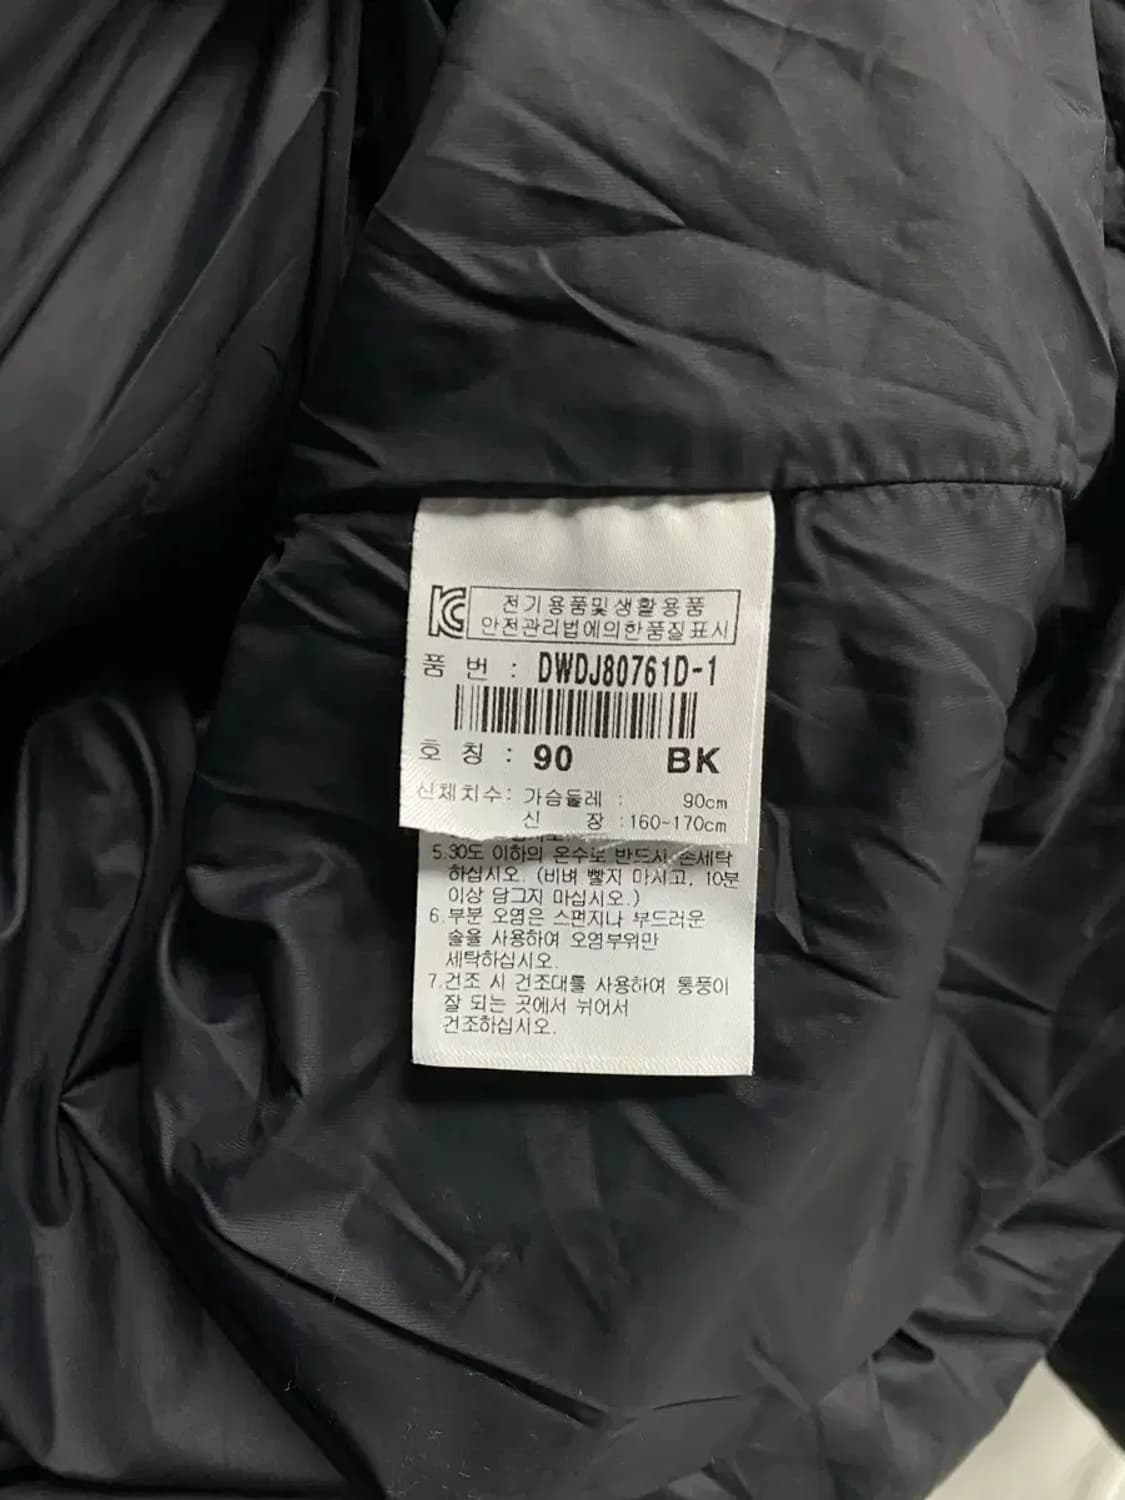 KC 전기용품및생활용품
안전관리법에의한품질표시
품 번 : DWDJ80761D-1
호 칭 : 90 BK
신체치수: 가슴둘레 : 90cm
신 장 :160~170cm
5.30도 이하의 온수로 반드시 손세탁
하십시오. (비벼 빨지 마시고, 10분
이상 담그지 마십시오.)
6.부분 오염은 스펀지나 부드러운
솔을 사용하여 오염부위만
세탁하십시오.
7.건조 시 건조대를 사용하여 통풍이
잘 되는 곳에서 뉘어서
건조하십시오.